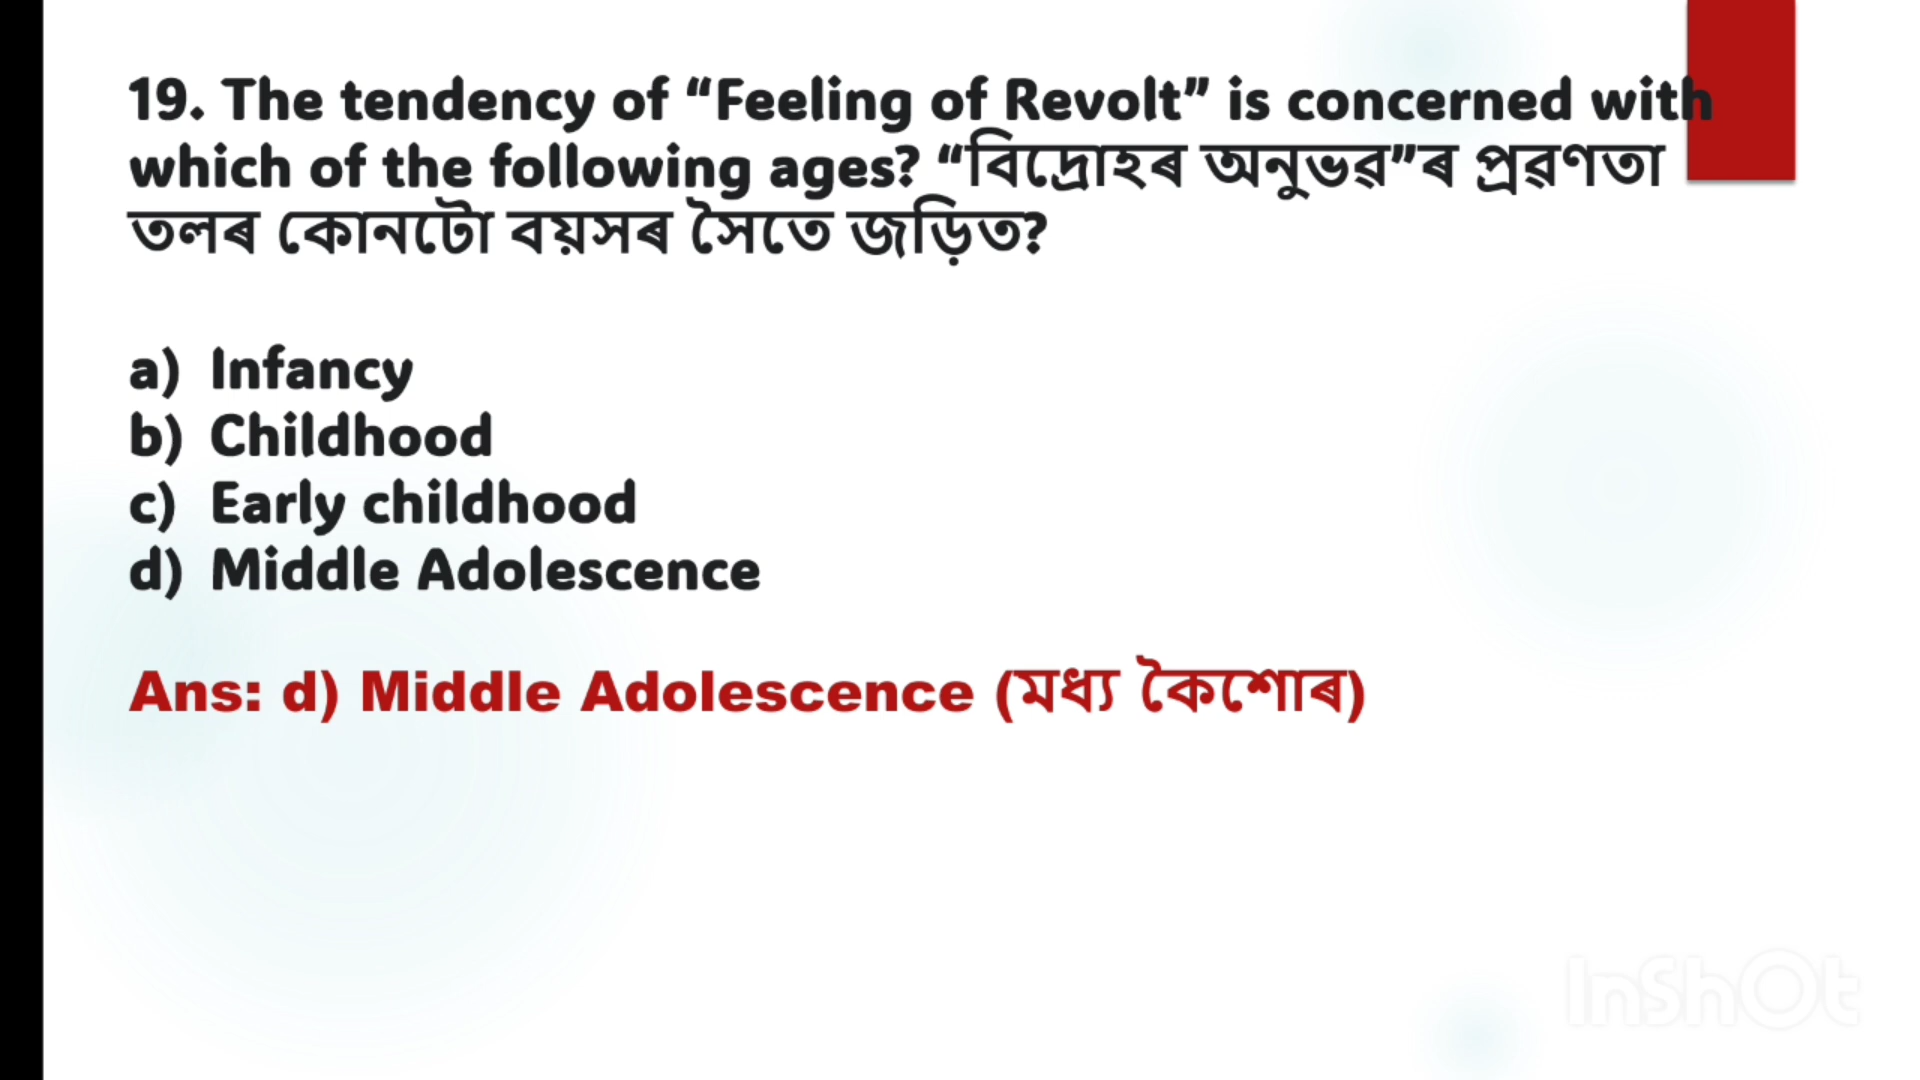 19. The tendency of “Feeling of Revolt” is concerned with
which of the following ages? “বিদ্ৰোহৰ অনুভৱ”ৰ প্ৰৱণতা
তলৰ কোনটো বয়সৰ সৈতে জড়িত?
a) Infancy
b) Childhood
c) Early childhood
d) Middle Adolescence
Ans: d) Middle Adolescence (মধ্য কৈশোৰ)
InShOt